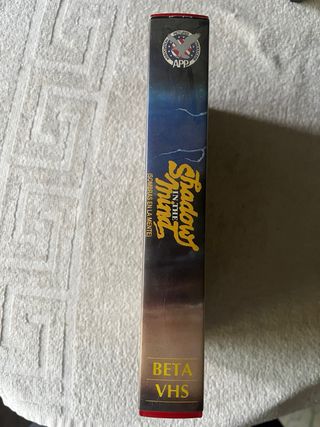 APP
Shadows
IN THE
Mind
(SOMBRAS EN LA MENTE)
BETA
VHS